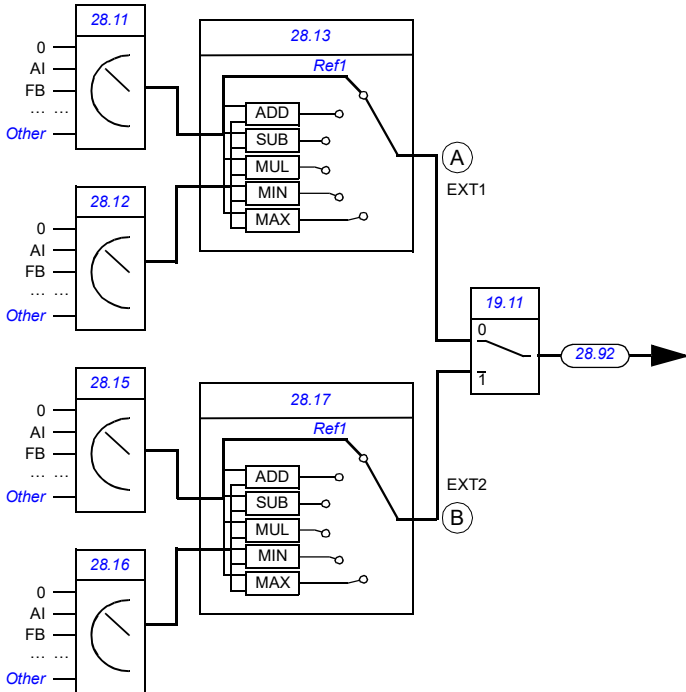 28.11
0
AI
FB
... ...
Other
28.13
Ref1
ADD
SUB
MUL
MIN
MAX
A
EXT1
28.12
0
AI
FB
... ...
Other
19.11
0
1
28.92
28.15
0
AI
FB
... ...
Other
28.17
Ref1
ADD
SUB
MUL
MIN
MAX
EXT2
B
28.16
0
AI
FB
... ...
Other